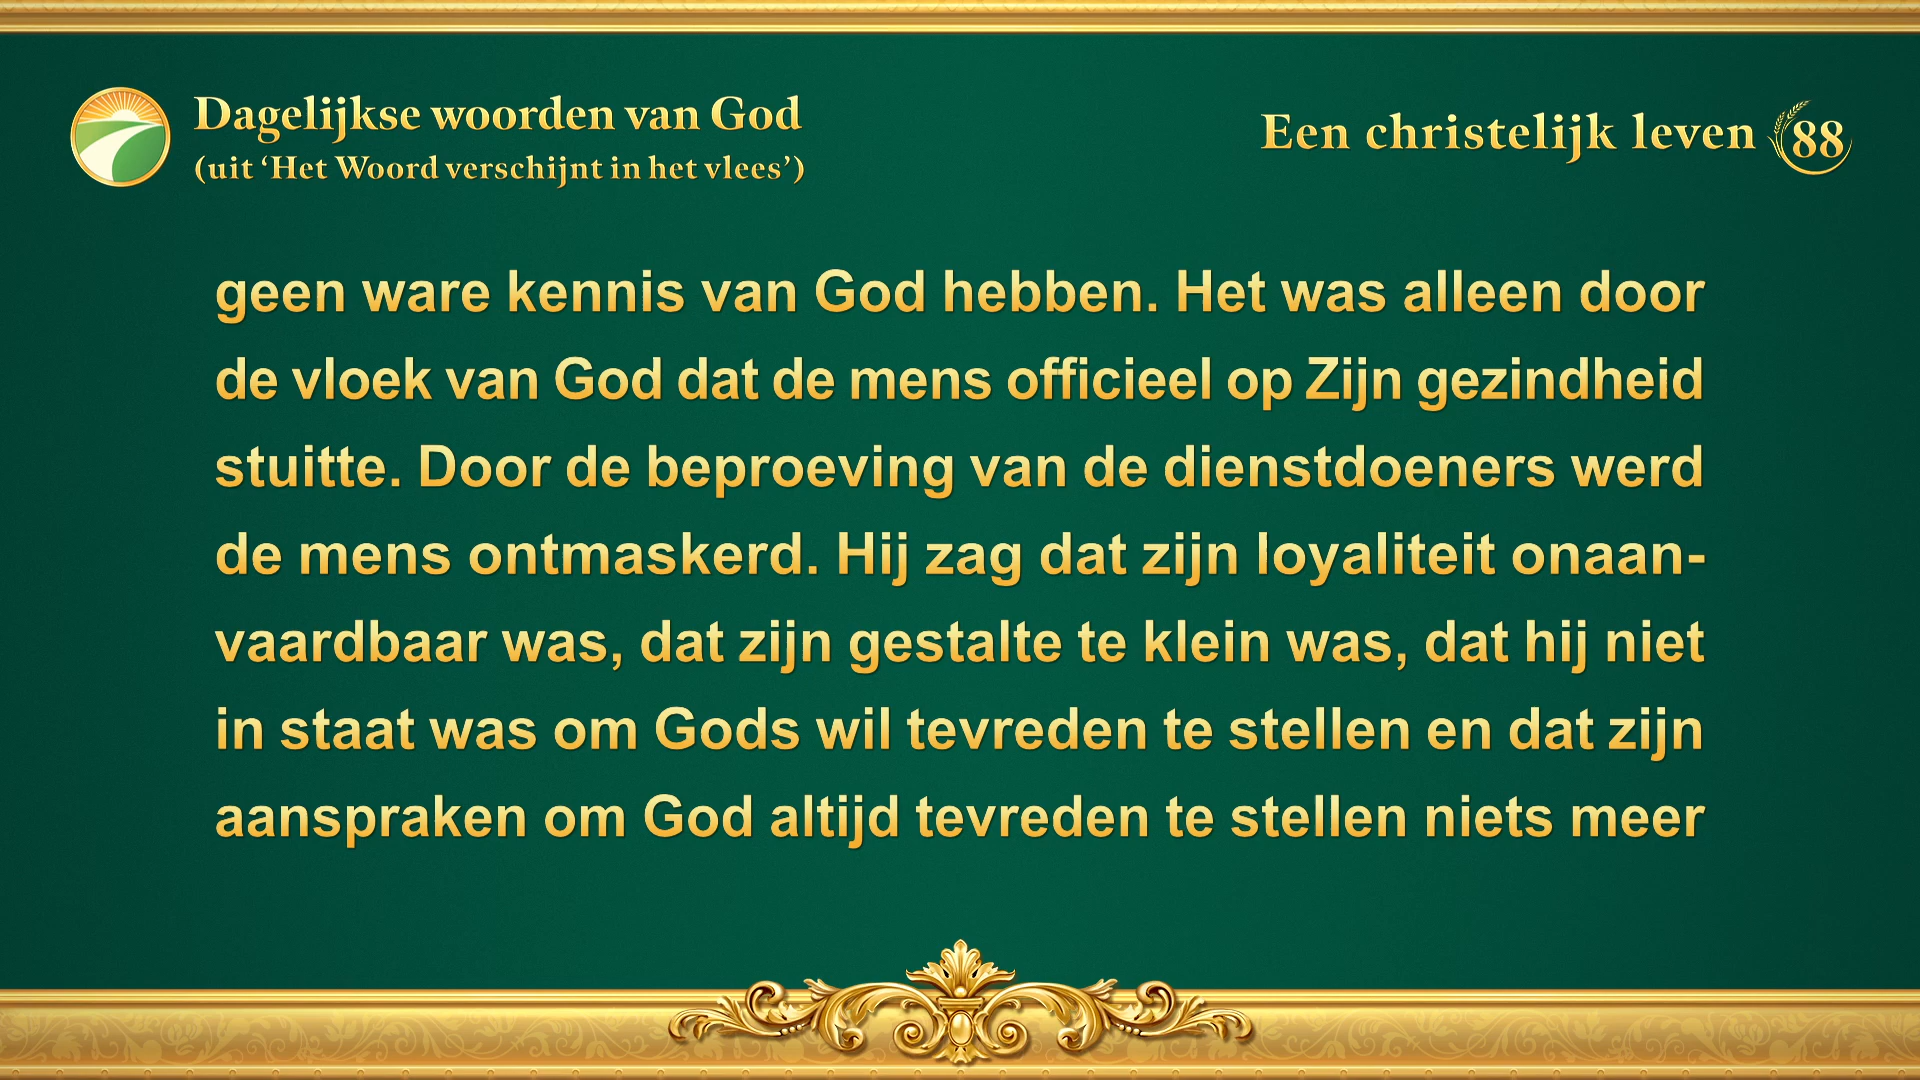 Dagelijkse woorden van God
(uit ‘Het Woord verschijnt in het vlees’)
Een christelijk leven 88
geen ware kennis van God hebben. Het was alleen door
de vloek van God dat de mens officieel op Zijn gezindheid
stuitte. Door de beproeving van de dienstdoeners werd
de mens ontmaskerd. Hij zag dat zijn loyaliteit onaan-
vaardbaar was, dat zijn gestalte te klein was, dat hij niet
in staat was om Gods wil tevreden te stellen en dat zijn
aanspraken om God altijd tevreden te stellen niets meer